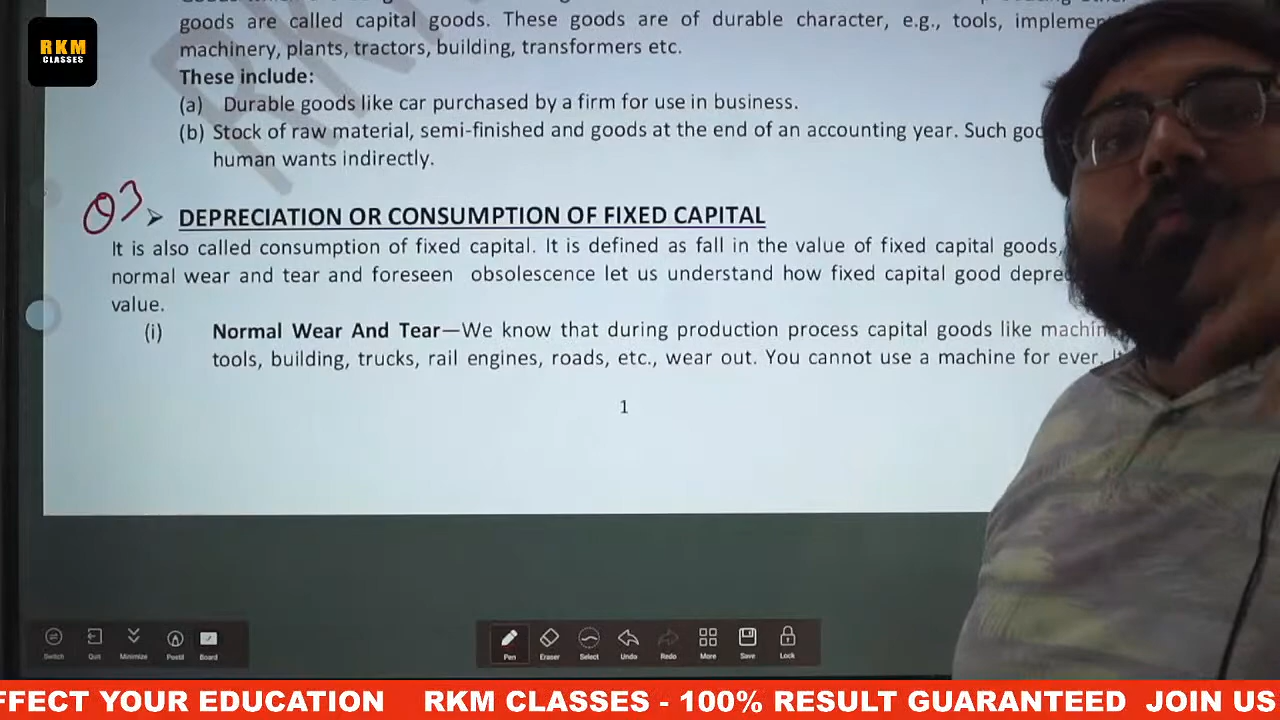 RKM
CLASSES
goods are called capital goods. These goods are of durable character, e.g., tools,
machinery, plants, tractors, building, transformers etc.
These include:
(a) Durable goods like car purchased by a firm for use in business.
(b) Stock of raw material, semi-finished and goods at the end of an accounting year. Such
human wants indirectly.
Q3
➢ DEPRECIATION OR CONSUMPTION OF FIXED CAPITAL
It is also called consumption of fixed capital. It is defined as fall in the value of fixed capital goods,
normal wear and tear and foreseen obsolescence let us understand how fixed capital good
value.
(i) Normal Wear And Tear—We know that during production process capital goods like
tools, building, trucks, rail engines, roads, etc., wear out. You cannot use a machine for ever.
1
Switch Quit Minimize Postil Board Pen Eraser Select Undo Redo More Save Lock
FFECT YOUR EDUCATION RKM CLASSES - 100% RESULT GUARANTEED JOIN US